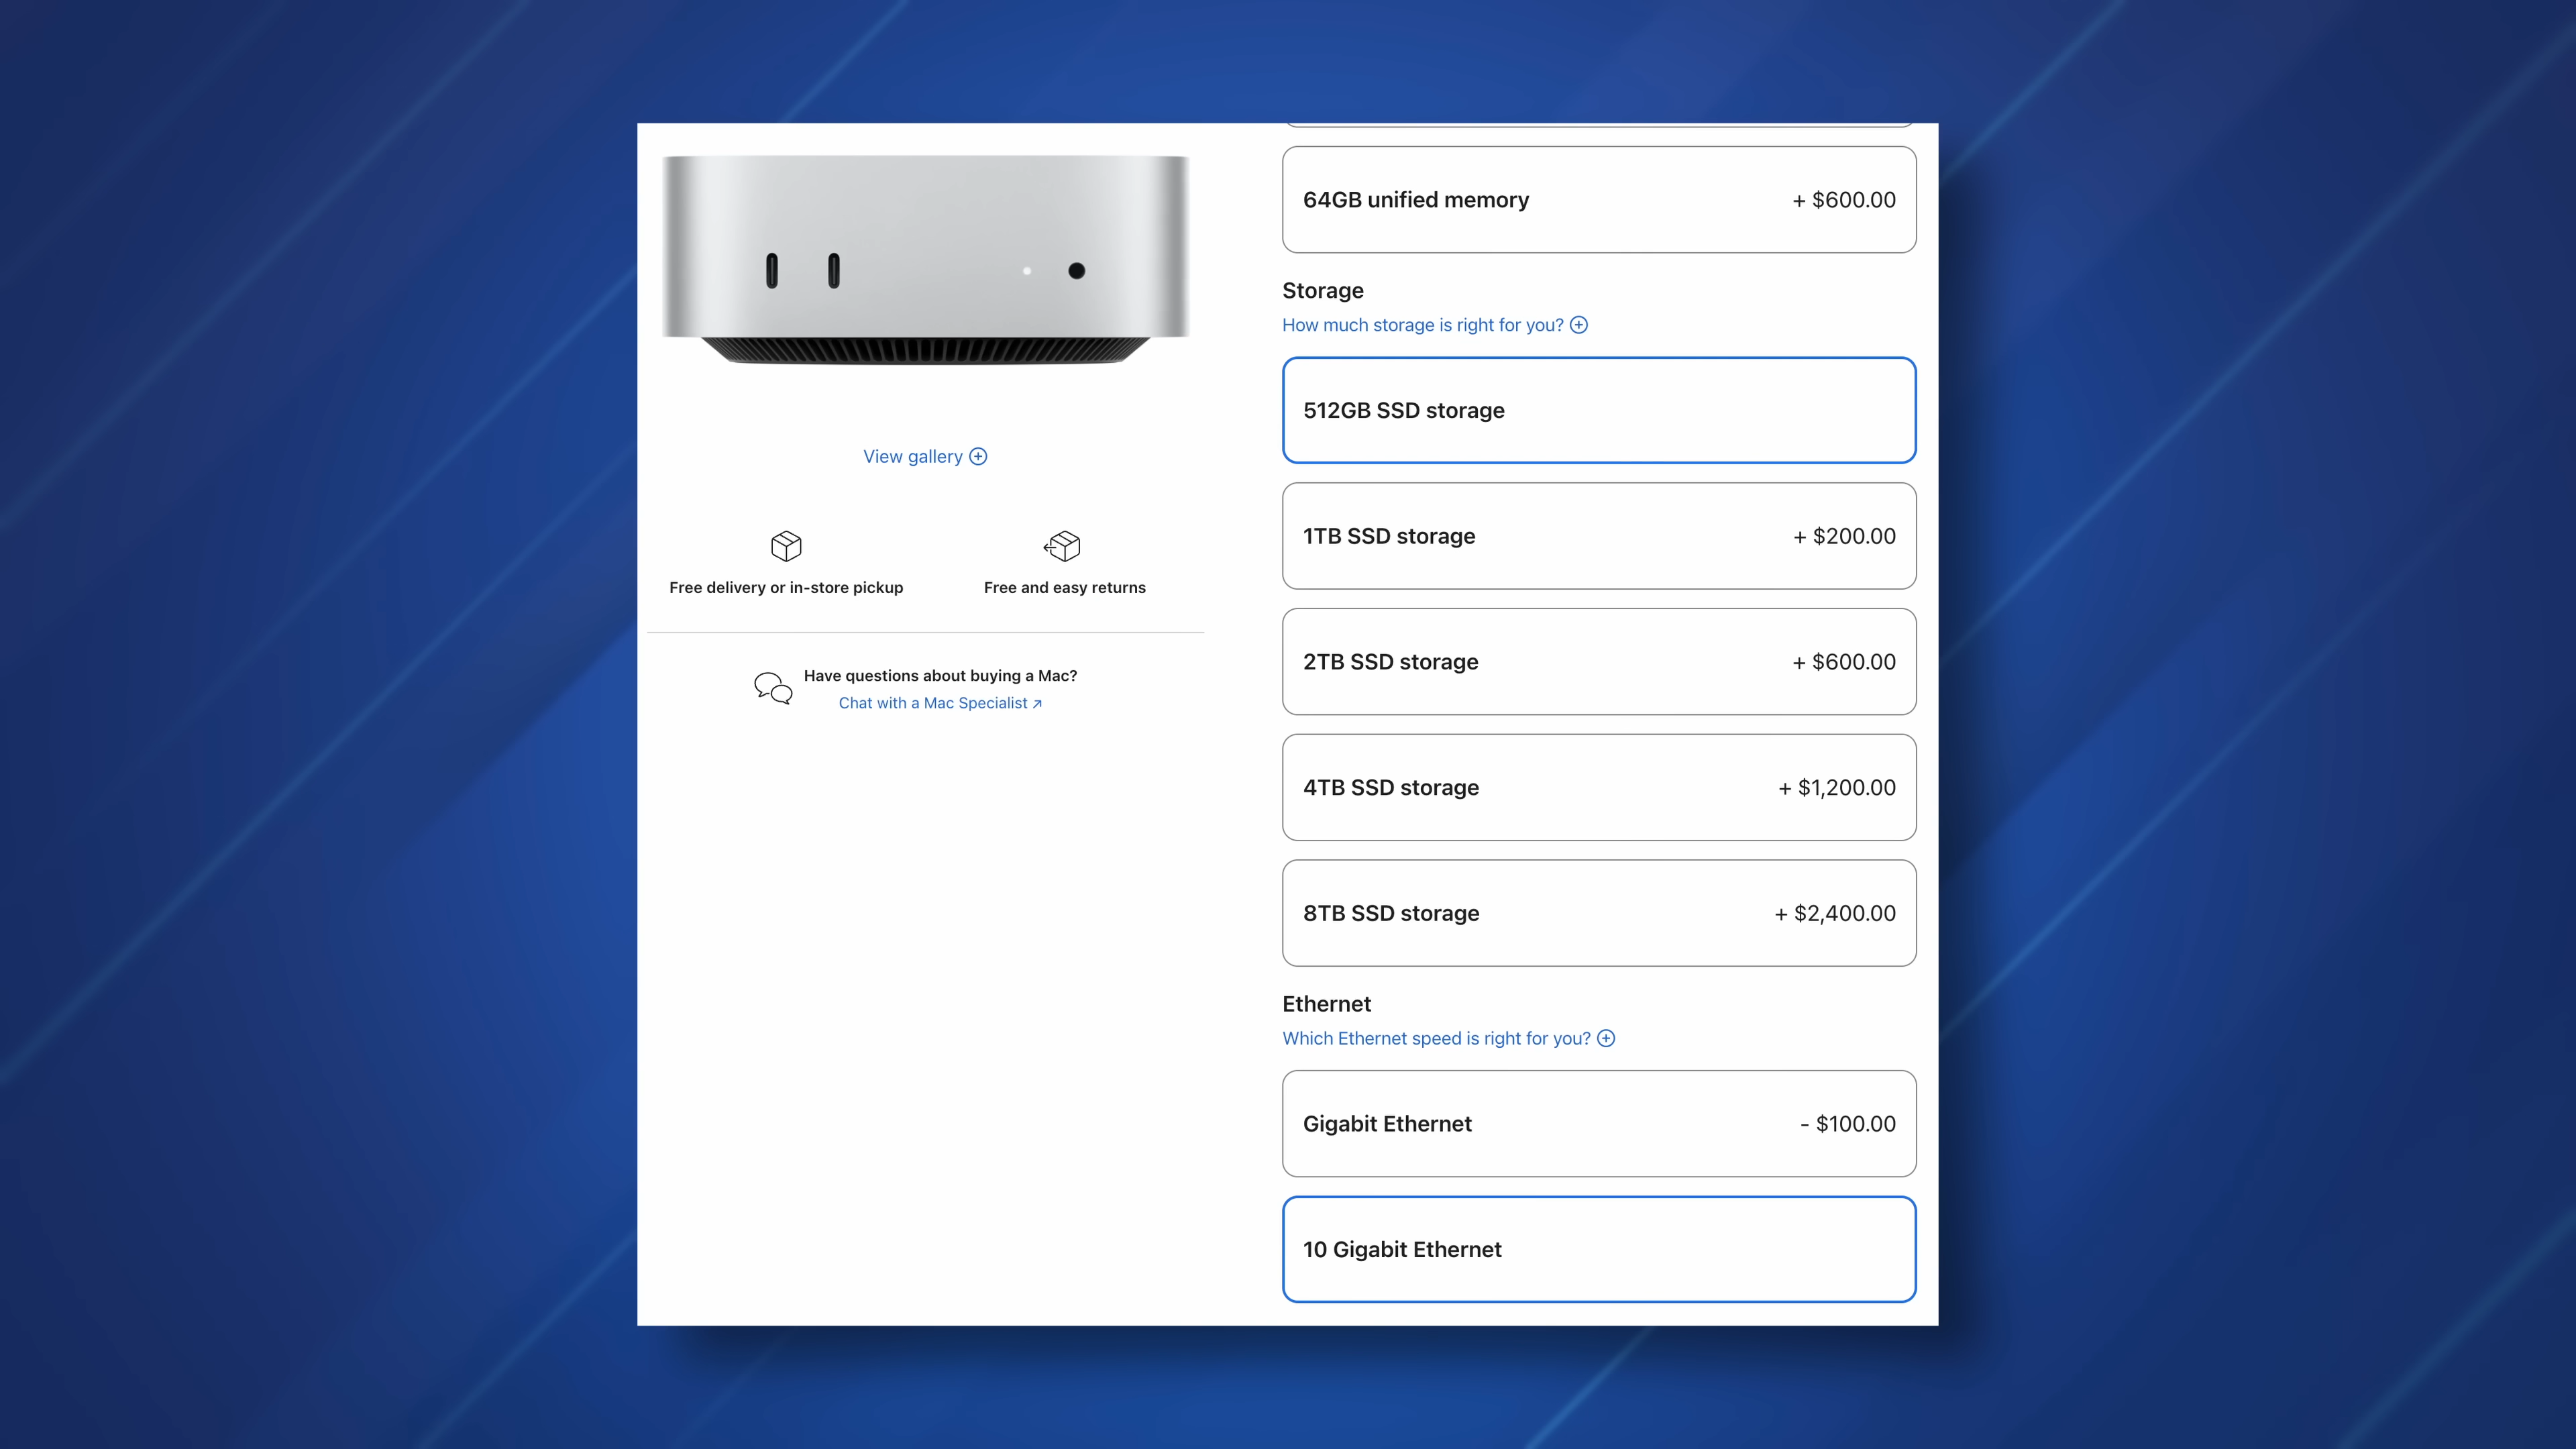 View gallery
Free delivery or in-store pickup
Free and easy returns
Have questions about buying a Mac?
Chat with a Mac Specialist ↗
64GB unified memory + $600.00
Storage
How much storage is right for you?
512GB SSD storage
1TB SSD storage + $200.00
2TB SSD storage + $600.00
4TB SSD storage + $1,200.00
8TB SSD storage + $2,400.00
Ethernet
Which Ethernet speed is right for you?
Gigabit Ethernet - $100.00
10 Gigabit Ethernet